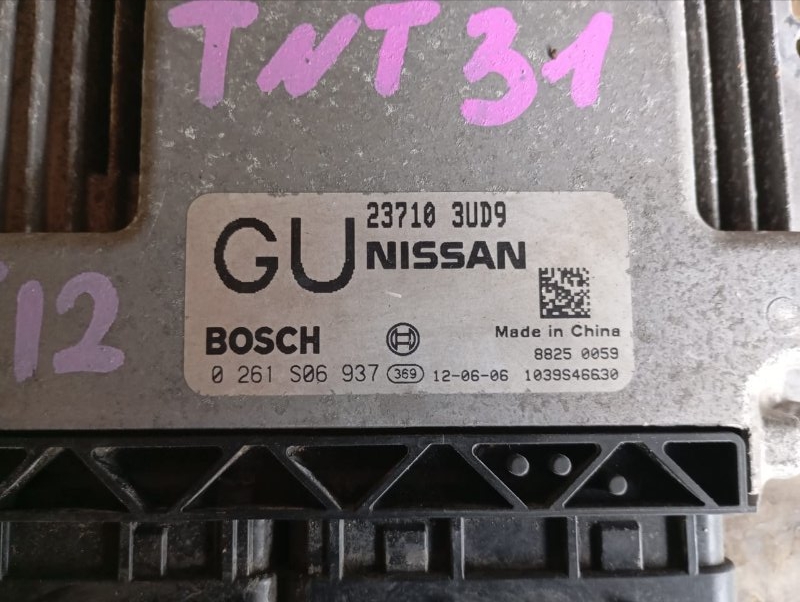 TNT31
T12
GU
23710 3UD9
NISSAN
BOSCH
Made in China
8825 0059
0 261 S06 937 369 12-06-06 1039S46630